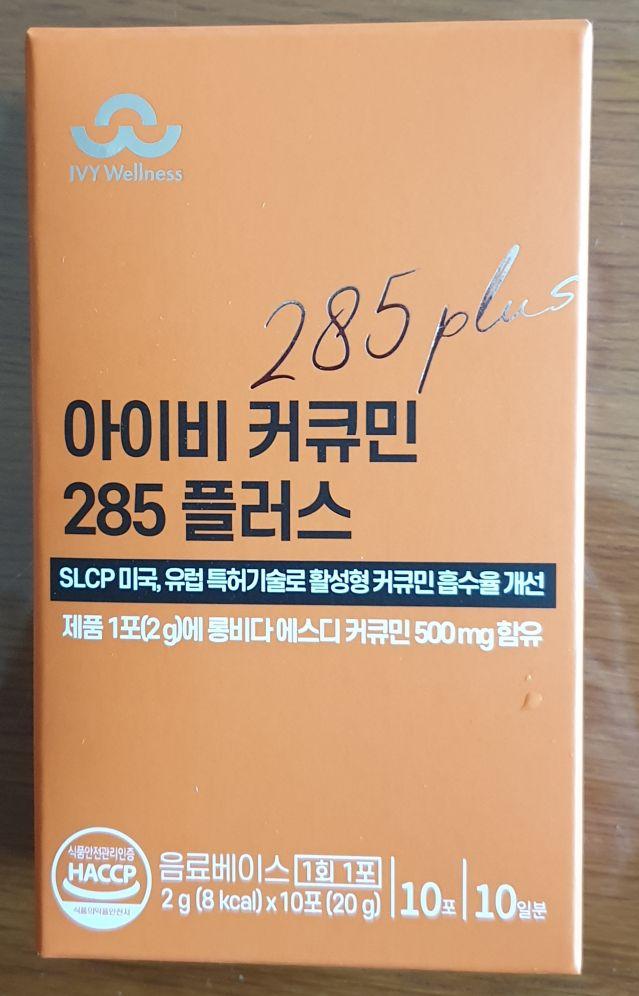 IVY Wellness
285 plus
아이비 커큐민
285 플러스
SLCP 미국, 유럽 특허기술로 활성형 커큐민 흡수율 개선
제품 1포(2 g)에 롱비다 에스디 커큐민 500 mg 함유
식품안전관리인증
HACCP
식품의약품안전처
음료베이스 1회 1포
2 g (8 kcal) x 10포 (20 g)
10포
10일분